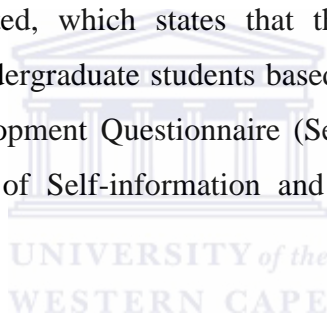 ed, which states that th
dergraduate students based
opment Questionnaire (Se
of Self-information and
UNIVERSITY of the
WESTERN CAPE